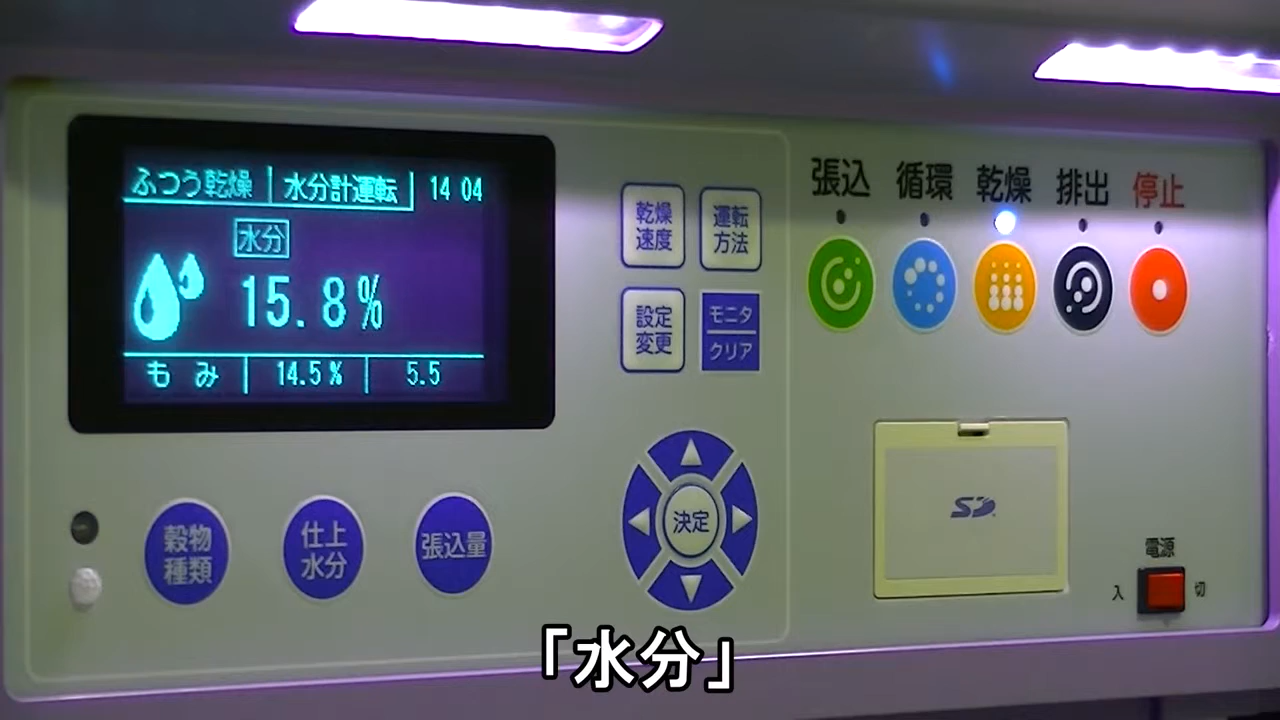 ふつう乾燥 水分計運転 14 04
水分
15.8%
もみ 14.5% 5.5
乾燥
速度
運転
方法
設定
変更
モニタ
クリア
張込 循環 乾燥 排出 停止
穀物
種類
仕上
水分
張込量
決定
SD
電源
入 切
「水分」